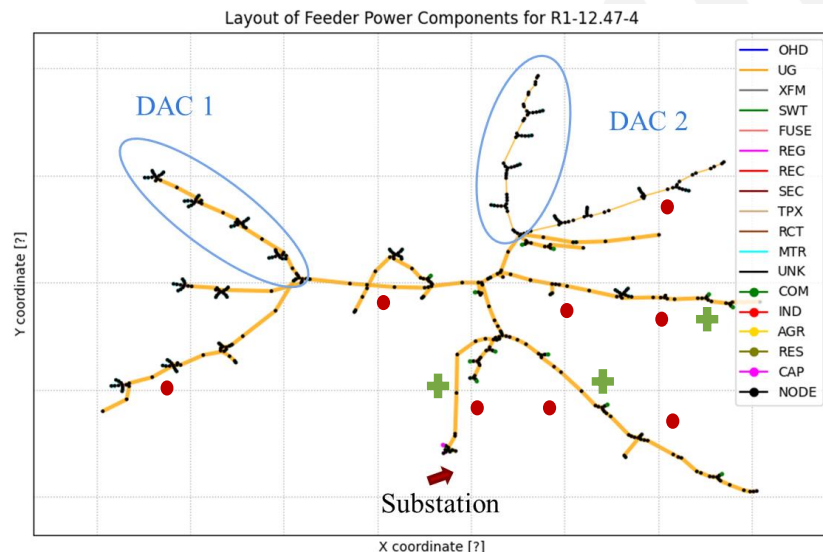 Layout of Feeder Power Components for R1-12.47-4
DAC 1
DAC 2
OHD
UG
XFM
SWT
FUSE
REG
REC
SEC
TPX
RCT
MTR
UNK
COM
IND
AGR
RES
CAP
NODE
Y coordinate [?]
Substation
X coordinate [?]